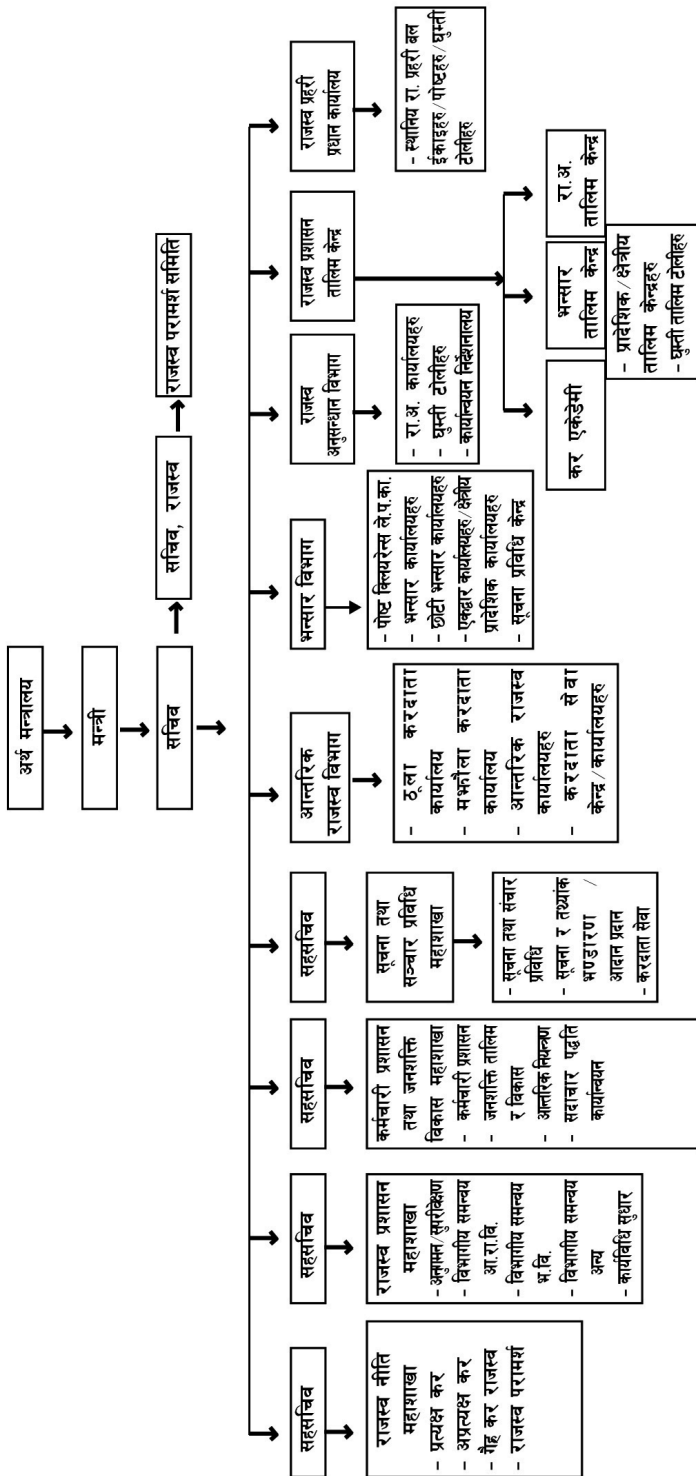 अर्थ मन्त्रालय
मन्त्री
सचिव
सचिव, राजस्व
राजस्व परामर्श समिति
सहसचिव
राजस्व नीति
महाशाखा
- प्रत्यक्ष कर
- अप्रत्यक्ष कर
- गैह्र कर राजस्व
- राजस्व परामर्श
सहसचिव
राजस्व प्रशासन
महाशाखा
- अनुगमन/सुपरीवेक्षण
- विभागीय समन्वय
आ.रा.वि.
- विभागीय समन्वय
भ.वि.
- विभागीय समन्वय
अन्य
- कार्यविधि सुधार
सहसचिव
कर्मचारी प्रशासन
तथा जनशक्ति
विकास महाशाखा
- कर्मचारी प्रशासन
- जनशक्ति तालिम
र विकास
- आन्तरिक नियन्त्रण
- सदाचार पद्धति
कार्यान्वयन
सहसचिव
सूचना तथा
सञ्चार प्रविधि
महाशाखा
- सूचना तथा संचार
प्रविधि
- सूचना र तथ्यांक
भण्डारण /
आदान प्रदान
- करदाता सेवा
आन्तरिक
राजस्व विभाग
- ठूला करदाता
कार्यालय
- मझौला करदाता
कार्यालय
- आन्तरिक राजस्व
कार्यालयहरु
- करदाता सेवा
केन्द्र/कार्यालयहरु
भन्सार विभाग
- पोष्ट क्लियरेन्स ले.प.का.
- भन्सार कार्यालयहरु
- छोटी भन्सार कार्यालयहरु
- एकद्वार कार्यालयहरु/क्षेत्रीय
प्रादेशिक कार्यालयहरु
- सूचना प्रविधि केन्द्र
राजस्व
अनुसन्धान विभाग
- रा.अ. कार्यालयहरु
- घुम्ती टोलीहरु
- कार्यान्वयन निर्देशनालय
राजस्व प्रशासन
तालिम केन्द्र
कर एकेडेमी
भन्सार
तालिम केन्द्र
रा.अ.
तालिम केन्द्र
- प्रादेशिक/क्षेत्रीय
तालिम केन्द्रहरु
- घुम्ती तालिम टोलीहरु
राजस्व प्रहरी
प्रधान कार्यालय
- स्थानिय रा. प्रहरी बल
ईकाइहरु/पोष्टहरु/घुम्ती
टोलीहरु